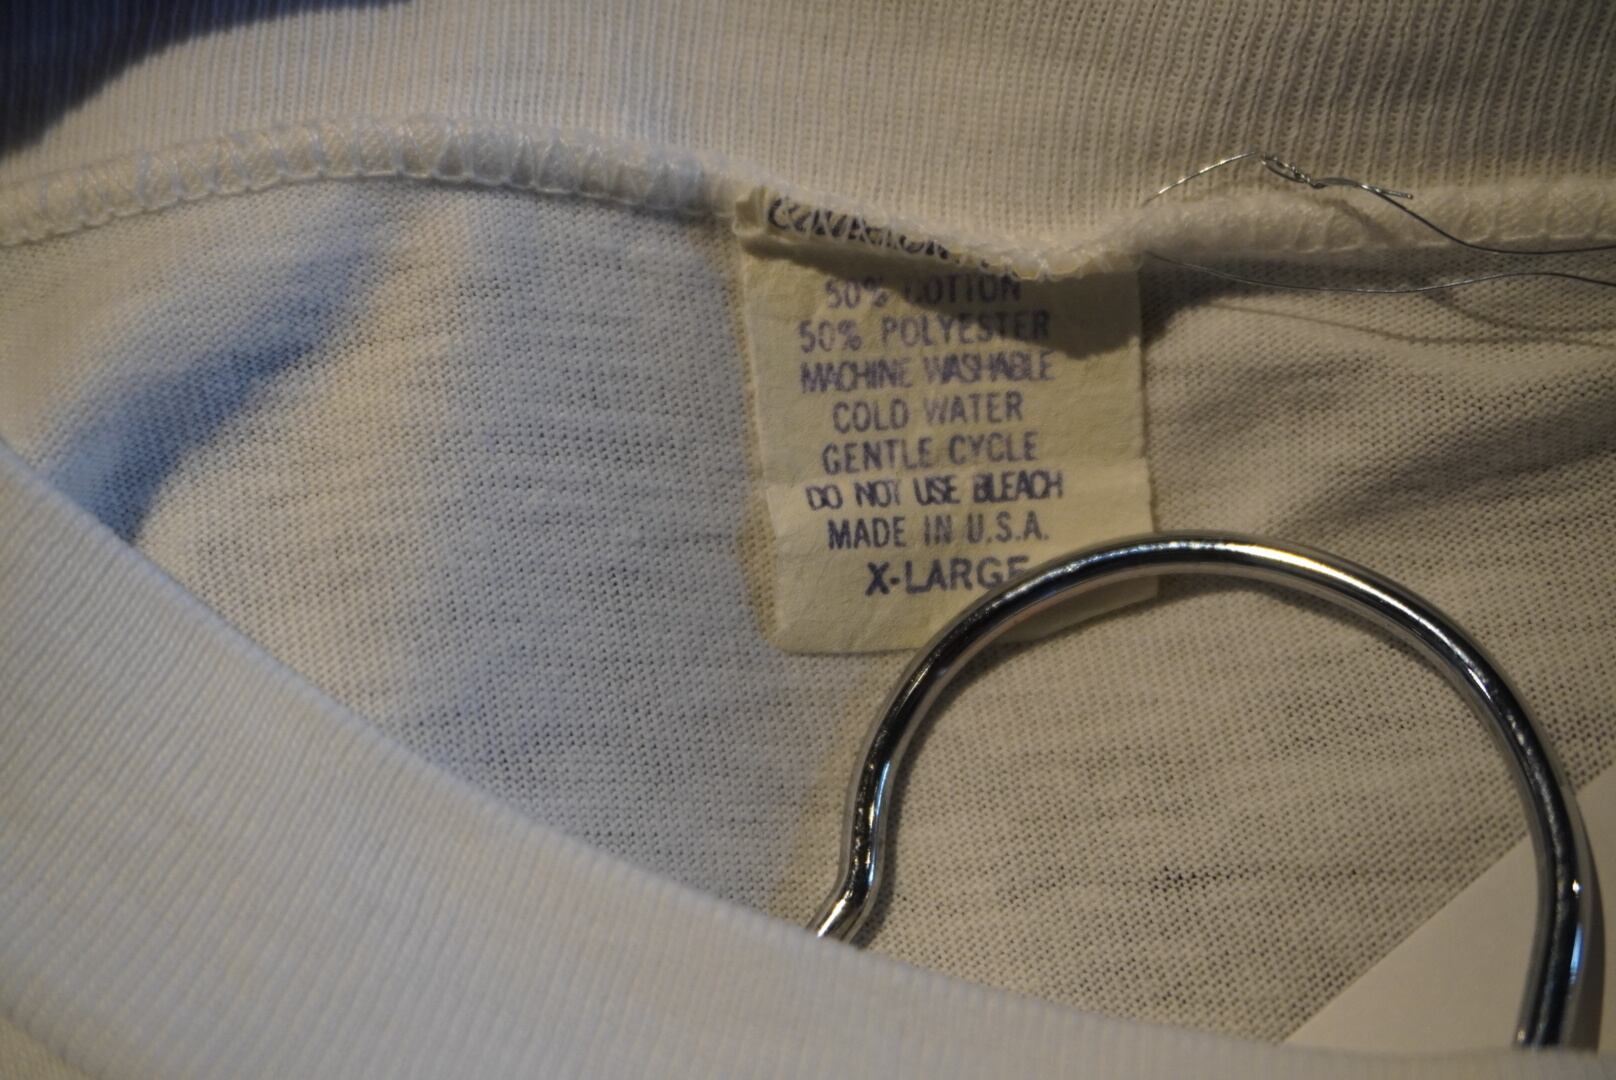 50% COTTON
50% POLYESTER
MACHINE WASHABLE
COLD WATER
GENTLE CYCLE
DO NOT USE BLEACH
MADE IN U.S.A.
X-LARGE